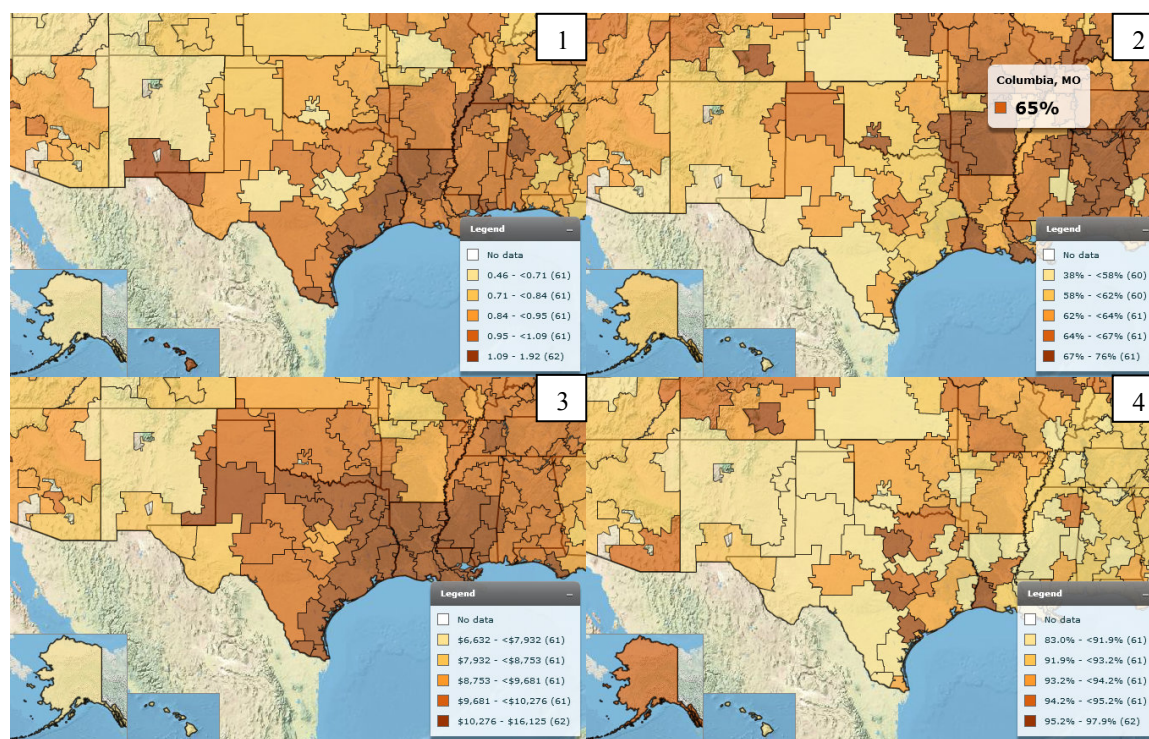 1
2
Columbia, MO
65%
Legend
No data
0.46 - <0.71 (61)
0.71 - <0.84 (61)
0.84 - <0.95 (61)
0.95 - <1.09 (61)
1.09 - 1.92 (62)
Legend
No data
38% - <58% (60)
58% - <62% (60)
62% - <64% (61)
64% - <67% (61)
67% - 76% (61)
3
4
Legend
No data
$6,632 - <$7,932 (61)
$7,932 - <$8,753 (61)
$8,753 - <$9,681 (61)
$9,681 - <$10,276 (61)
$10,276 - $16,125 (62)
Legend
No data
83.0% - <91.9% (61)
91.9% - <93.2% (61)
93.2% - <94.2% (61)
94.2% - <95.2% (61)
95.2% - 97.9% (62)